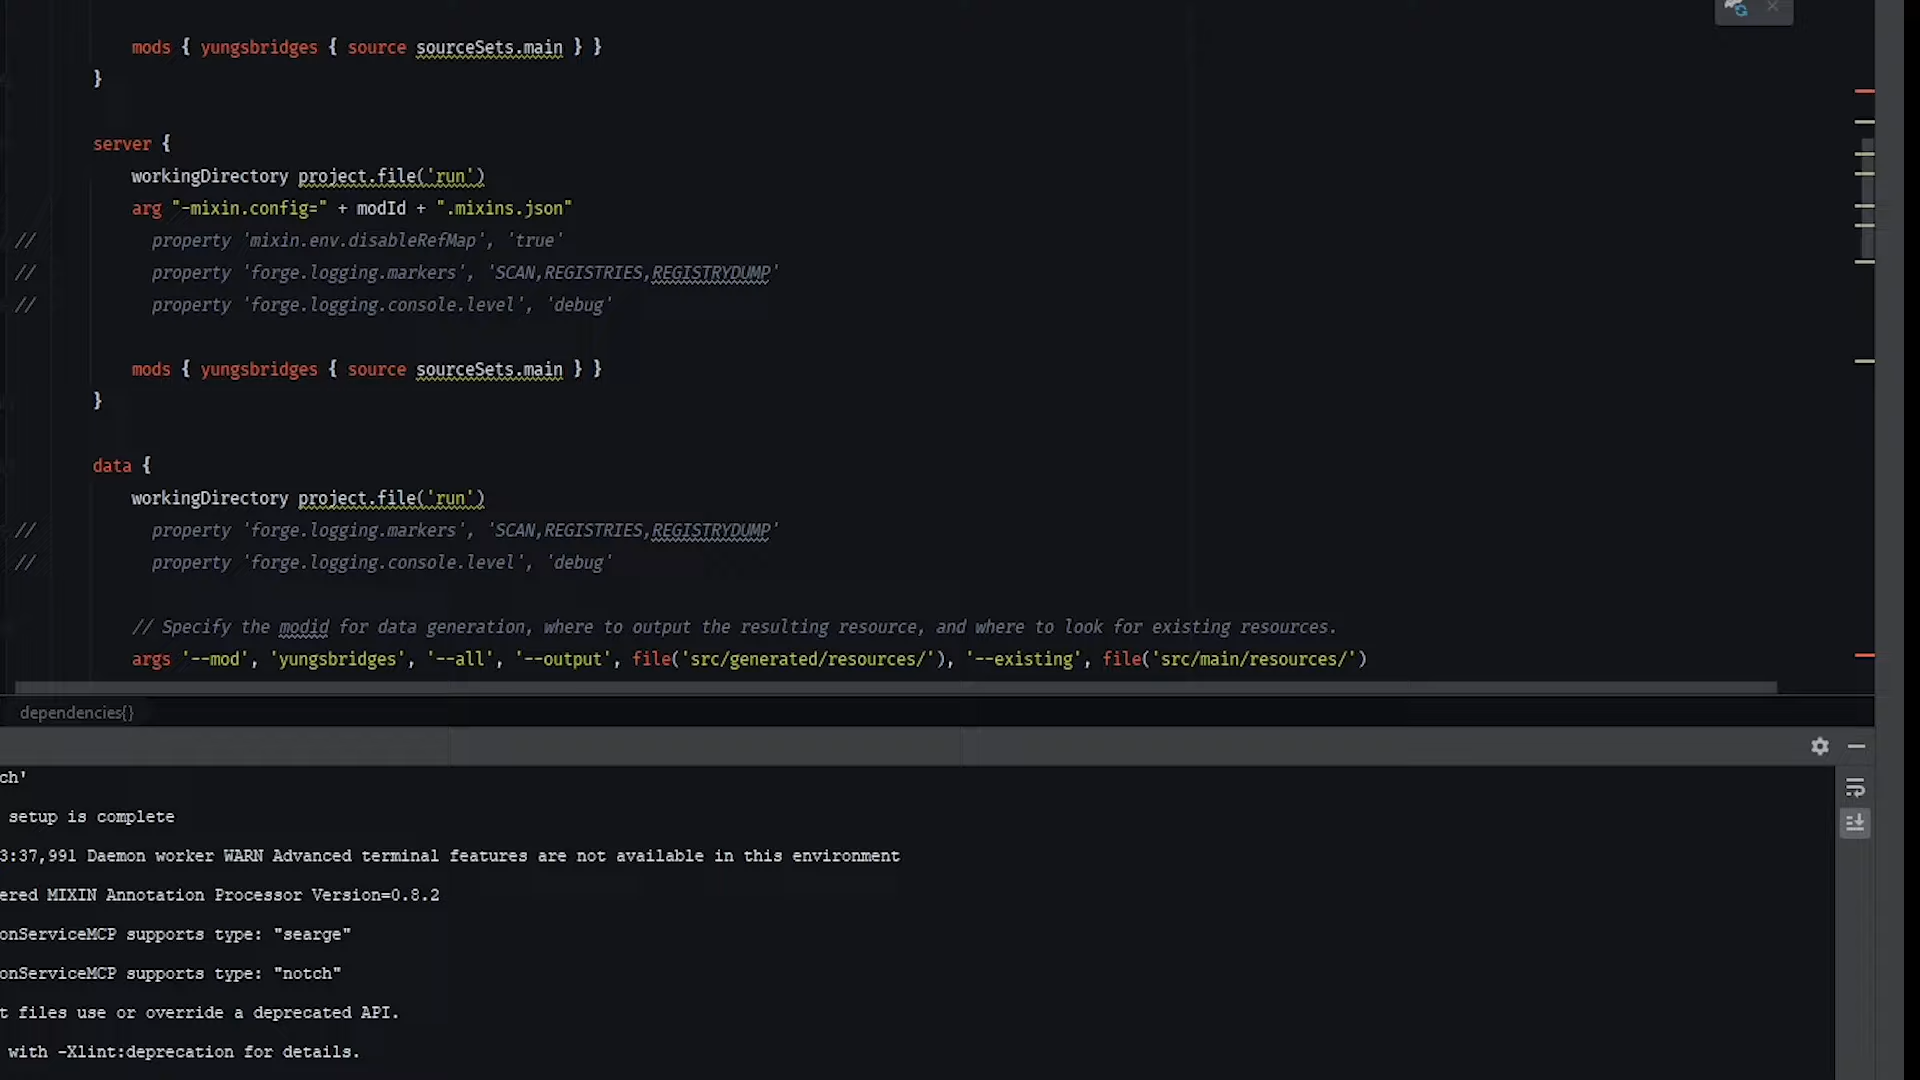 mods { yungsbridges { source sourceSets.main } }
}
server {
workingDirectory project.file('run')
arg "-mixin.config=" + modId + ".mixins.json"
// property 'mixin.env.disableRefMap', 'true'
// property 'forge.logging.markers', 'SCAN,REGISTRIES,REGISTRYDUMP'
// property 'forge.logging.console.level', 'debug'
mods { yungsbridges { source sourceSets.main } }
}
data {
workingDirectory project.file('run')
// property 'forge.logging.markers', 'SCAN,REGISTRIES,REGISTRYDUMP'
// property 'forge.logging.console.level', 'debug'
// Specify the modid for data generation, where to output the resulting resource, and where to look for existing resources.
args '--mod', 'yungsbridges', '--all', '--output', file('src/generated/resources/'), '--existing', file('src/main/resources/')
dependencies{}
ch'
setup is complete
3:37,991 Daemon worker WARN Advanced terminal features are not available in this environment
ered MIXIN Annotation Processor Version=0.8.2
onServiceMCP supports type: "searge"
onServiceMCP supports type: "notch"
t files use or override a deprecated API.
with -Xlint:deprecation for details.